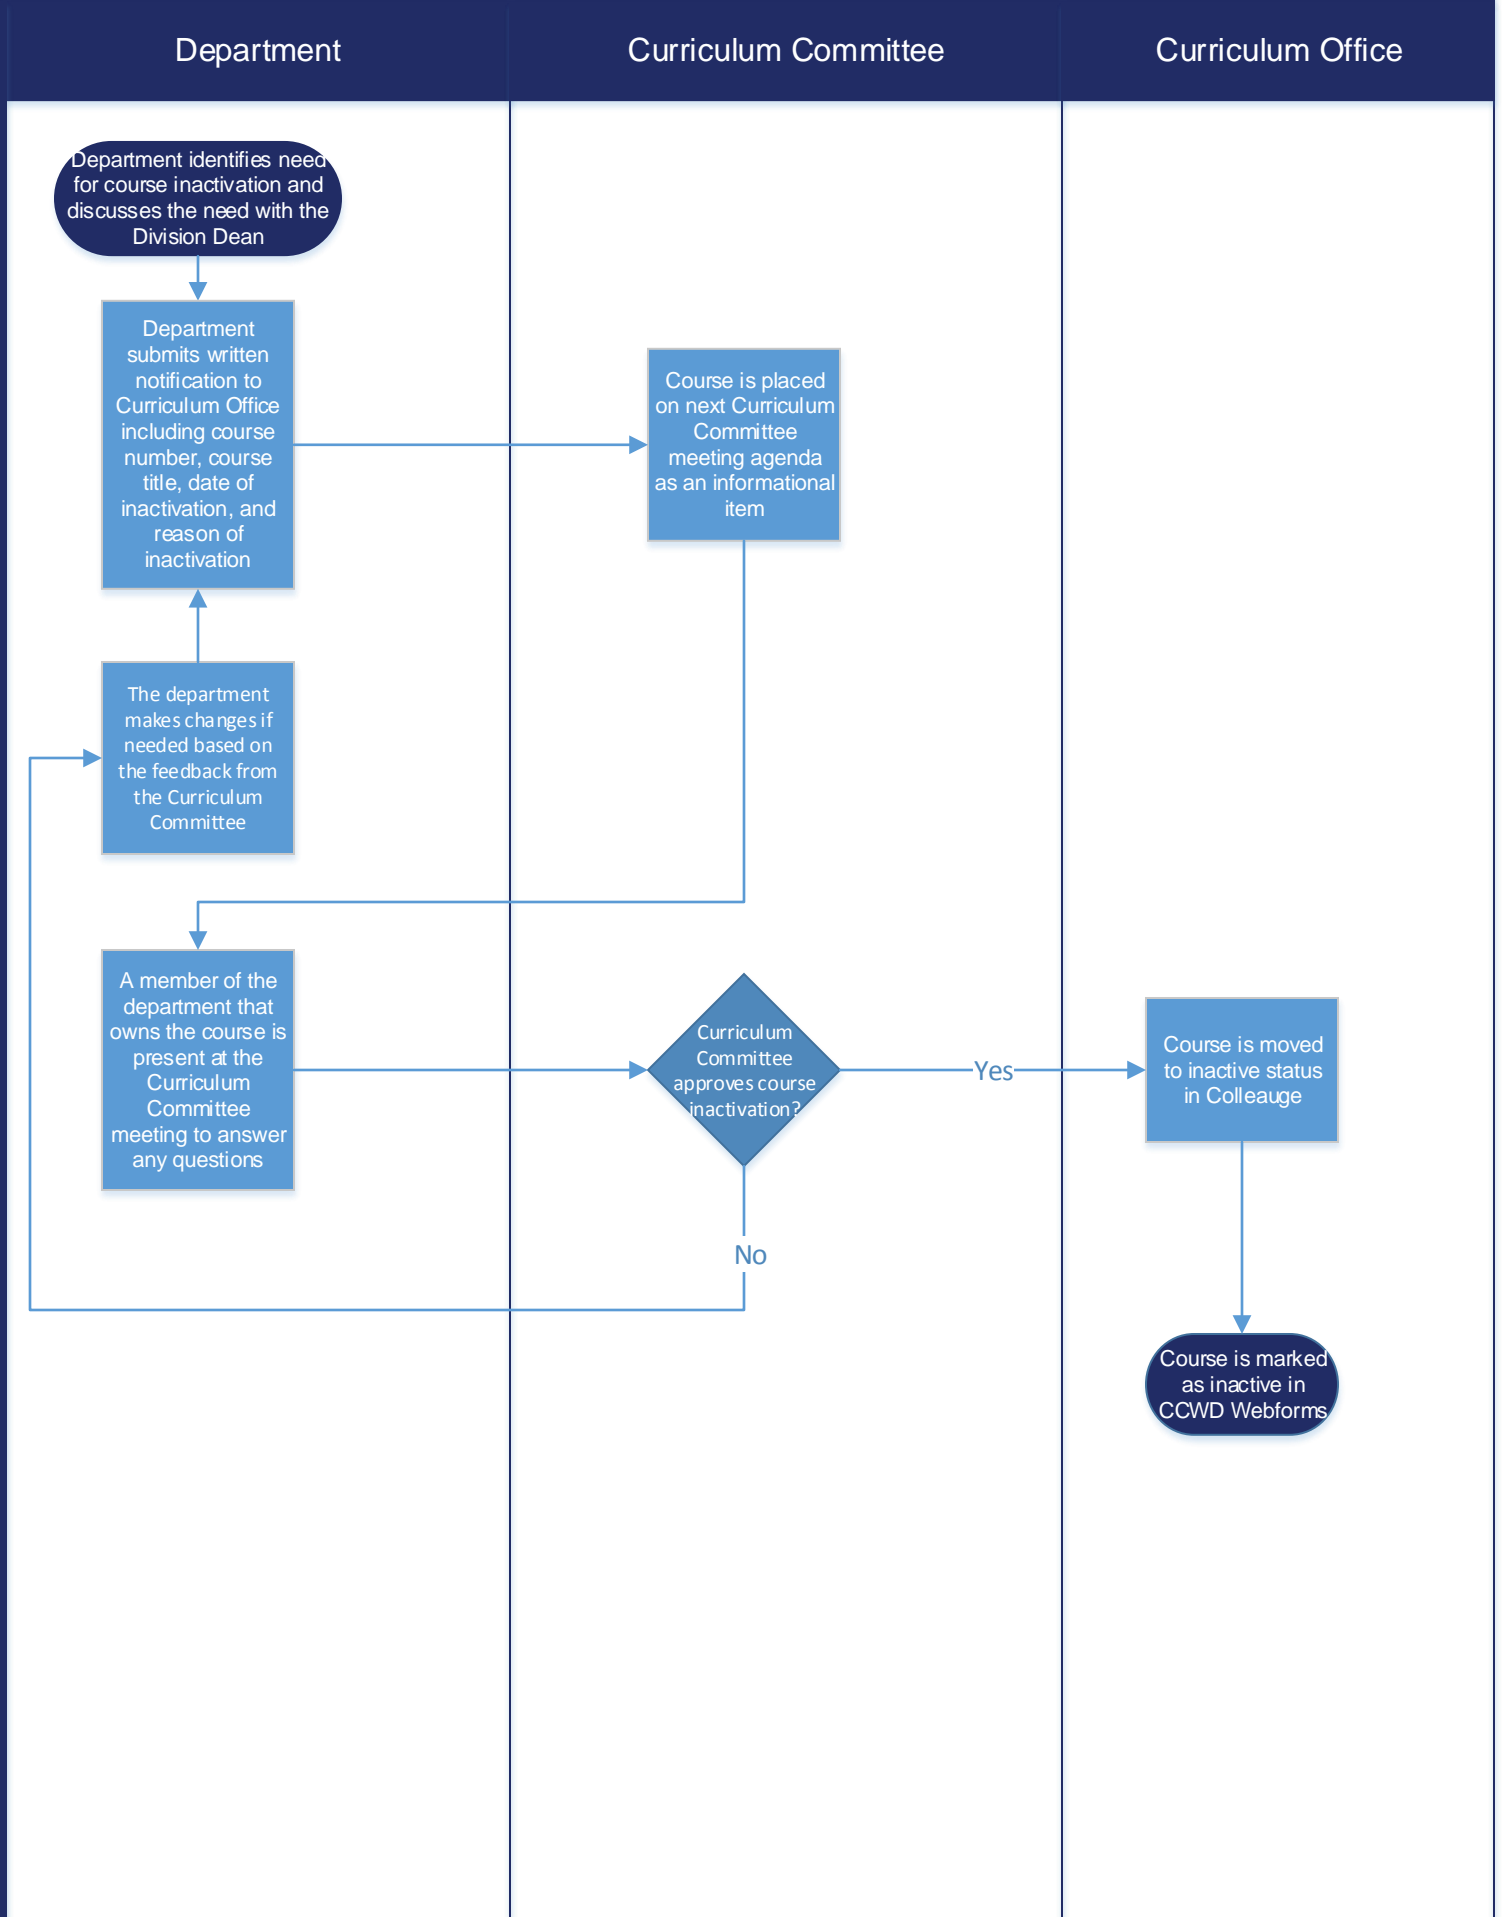 Department
Curriculum Committee
Curriculum Office
Department identifies need
for course inactivation and
discusses the need with the
Division Dean
Department
submits written
notification to
Curriculum Office
including course
number, course
title, date of
inactivation, and
reason of
inactivation
Course is placed
on next Curriculum
Committee
meeting agenda
as an informational
item
The department
makes changes if
needed based on
the feedback from
the Curriculum
Committee
A member of the
department that
owns the course is
present at the
Curriculum
Committee
meeting to answer
any questions
Curriculum
Committee
approves course
inactivation?
Yes
Course is moved
to inactive status
in Colleauge
No
Course is marked
as inactive in
CCWD Webforms